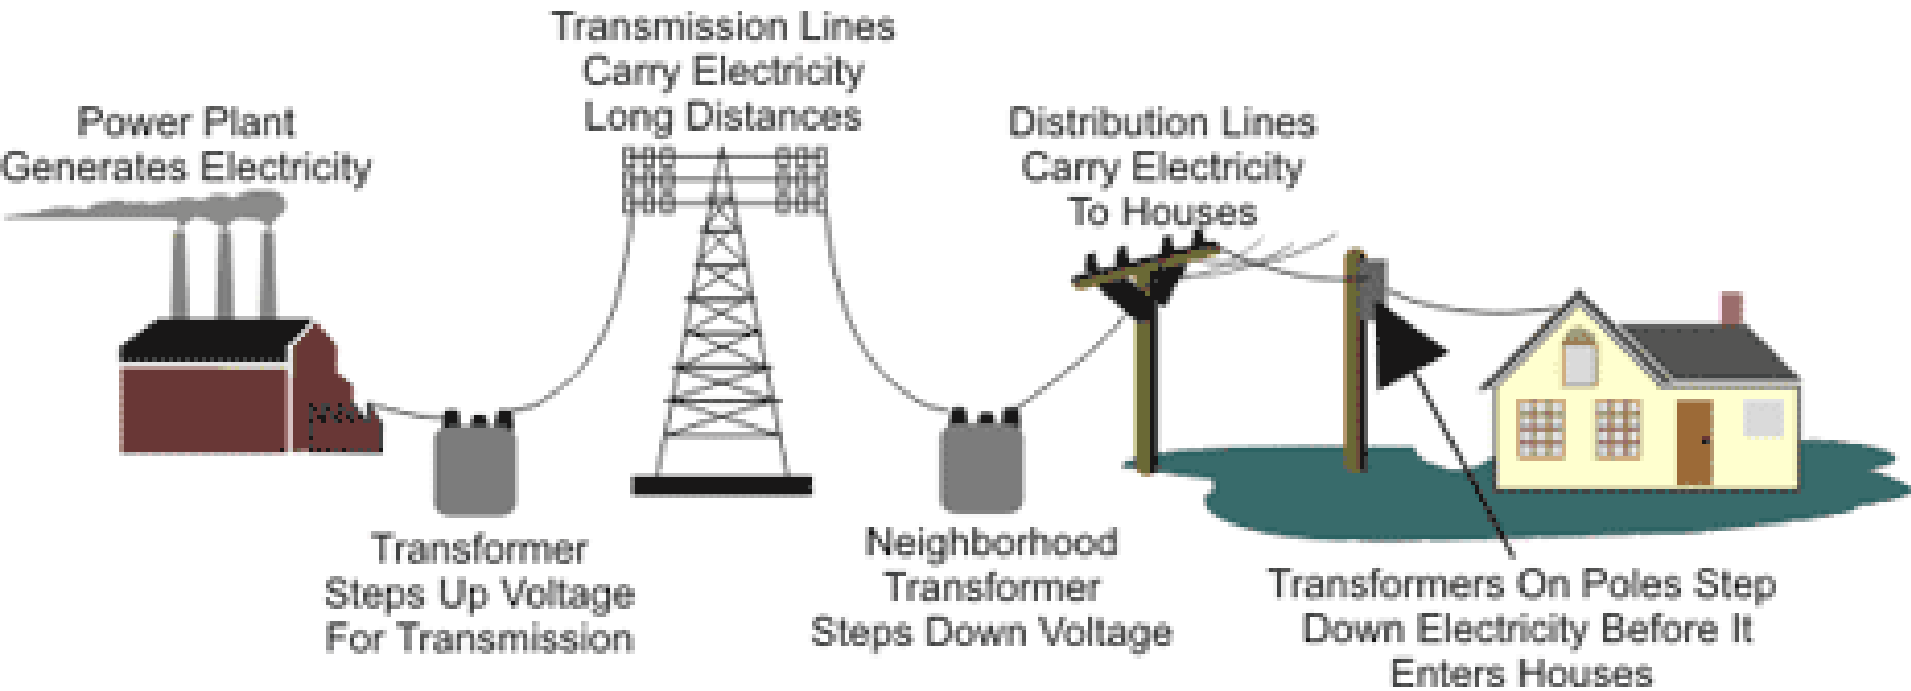 Transmission Lines
Carry Electricity
Long Distances
Power Plant
Generates Electricity
Distribution Lines
Carry Electricity
To Houses
Transformer
Steps Up Voltage
For Transmission
Neighborhood
Transformer
Steps Down Voltage
Transformers On Poles Step
Down Electricity Before It
Enters Houses